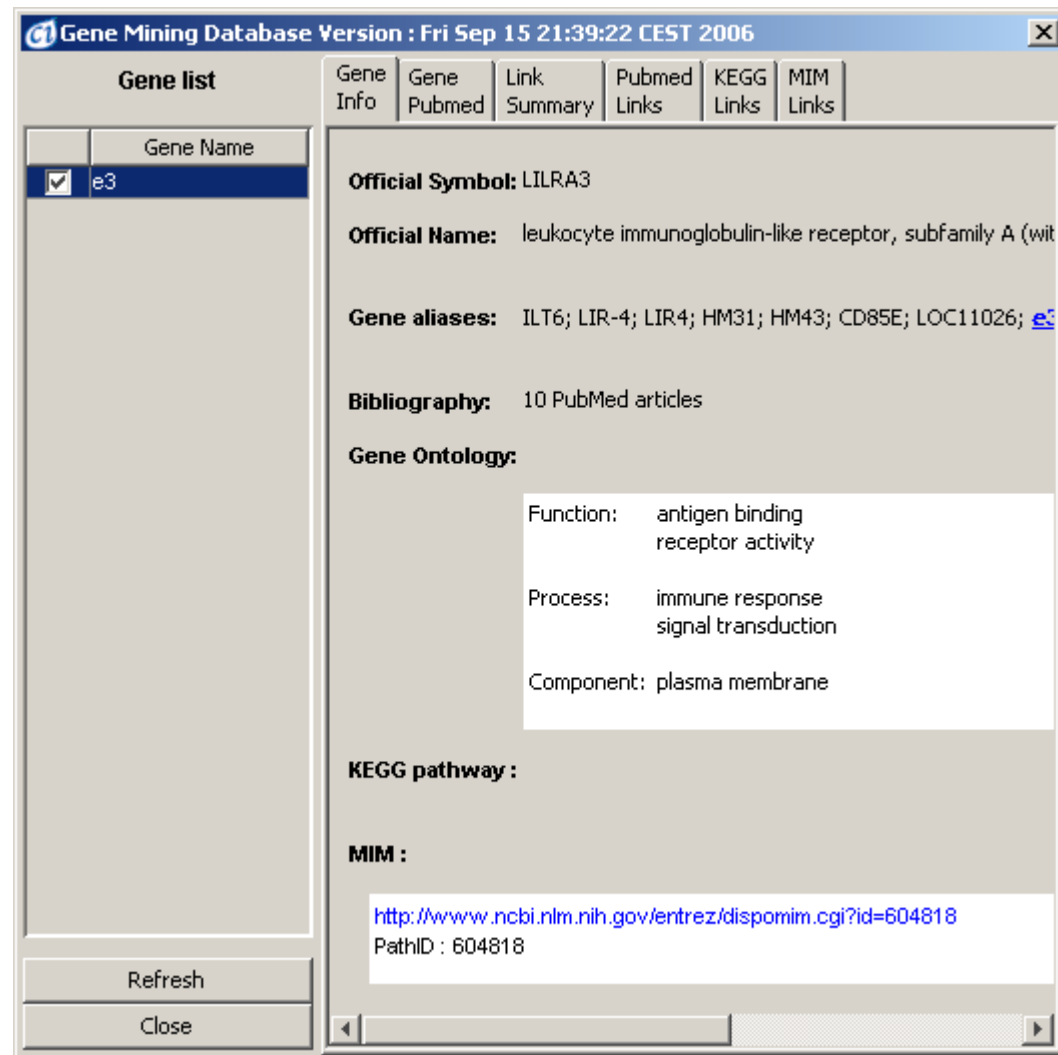 Gene Mining Database Version : Fri Sep 15 21:39:22 CEST 2006
Gene list
Gene Name
e3
Refresh
Close
Gene Info
Gene Pubmed
Link Summary
Pubmed Links
KEGG Links
MIM Links
Official Symbol: LILRA3
Official Name: leukocyte immunoglobulin-like receptor, subfamily A (wit
Gene aliases: ILT6; LIR-4; LIR4; HM31; HM43; CD85E; LOC11026; e3
Bibliography: 10 PubMed articles
Gene Ontology:
Function: antigen binding
receptor activity
Process: immune response
signal transduction
Component: plasma membrane
KEGG pathway :
MIM :
http://www.ncbi.nlm.nih.gov/entrez/dispomim.cgi?id=604818
PathID : 604818